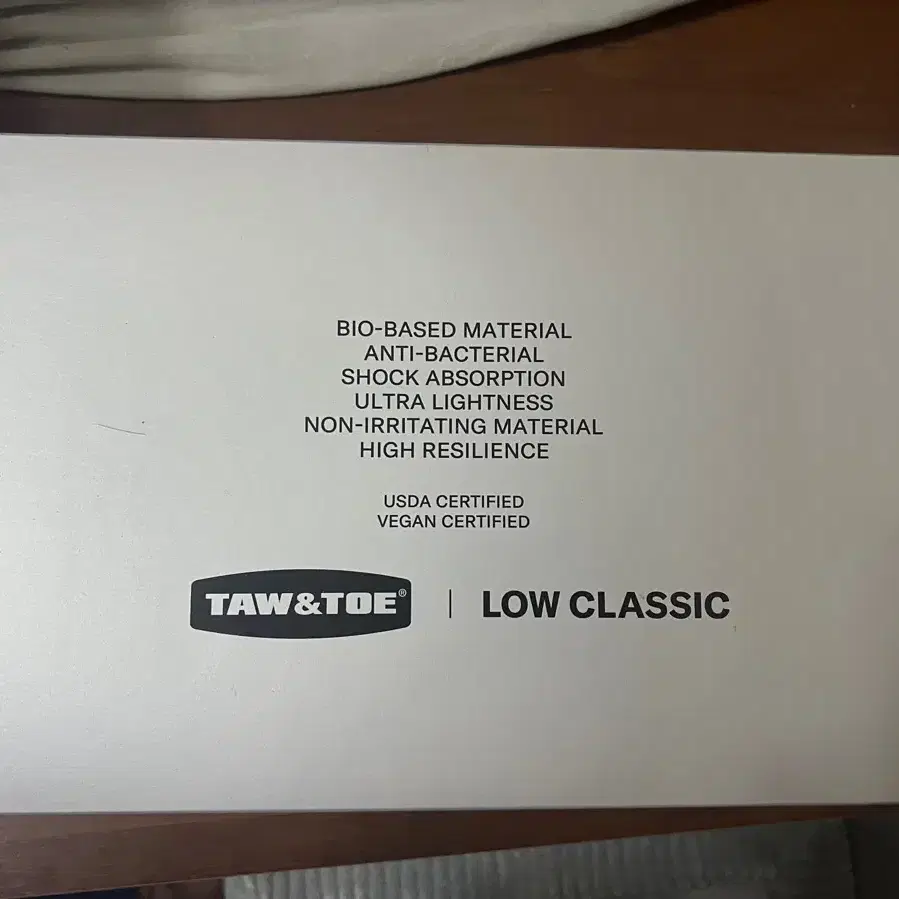 BIO-BASED MATERIAL
ANTI-BACTERIAL
SHOCK ABSORPTION
ULTRA LIGHTNESS
NON-IRRITATING MATERIAL
HIGH RESILIENCE
USDA CERTIFIED
VEGAN CERTIFIED
TAW&TOE® | LOW CLASSIC